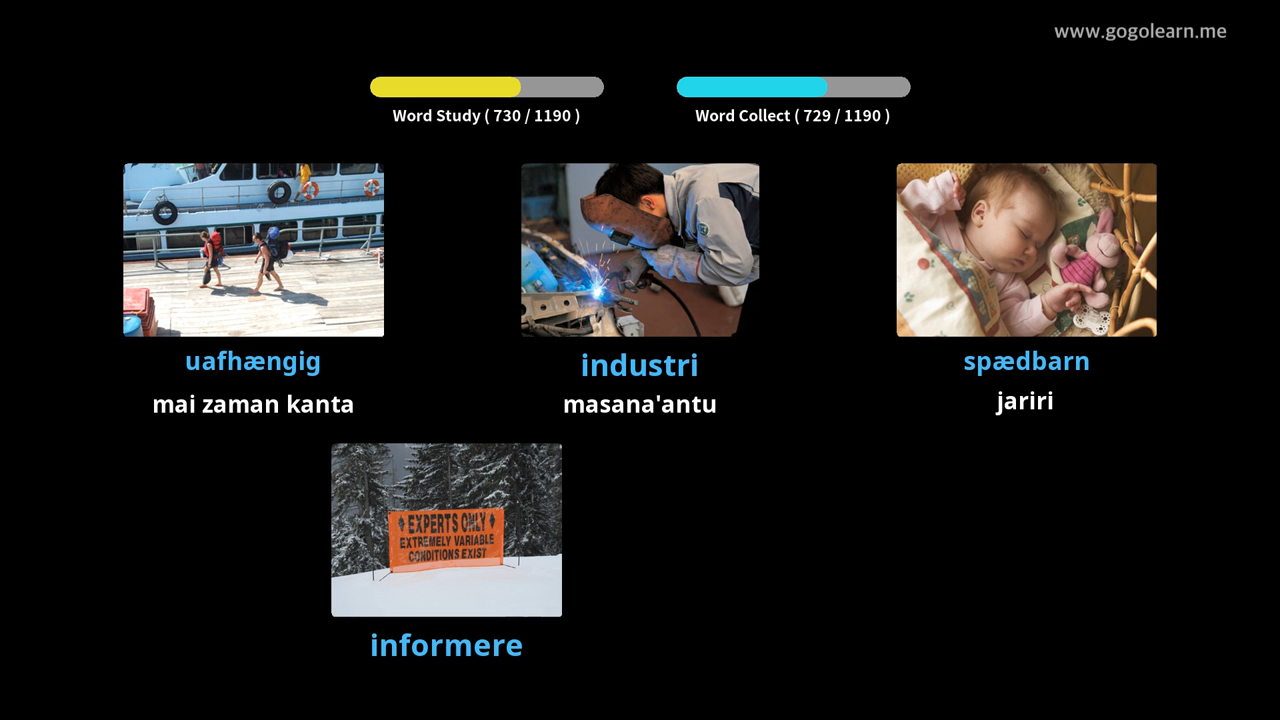 www.gogolearn.me
Word Study ( 730 / 1190 )
Word Collect ( 729 / 1190 )
uafhængig
industri
spædbarn
mai zaman kanta
masana'antu
jariri
EXPERTS ONLY
EXTREMELY VARIABLE
CONDITIONS EXIST
informere